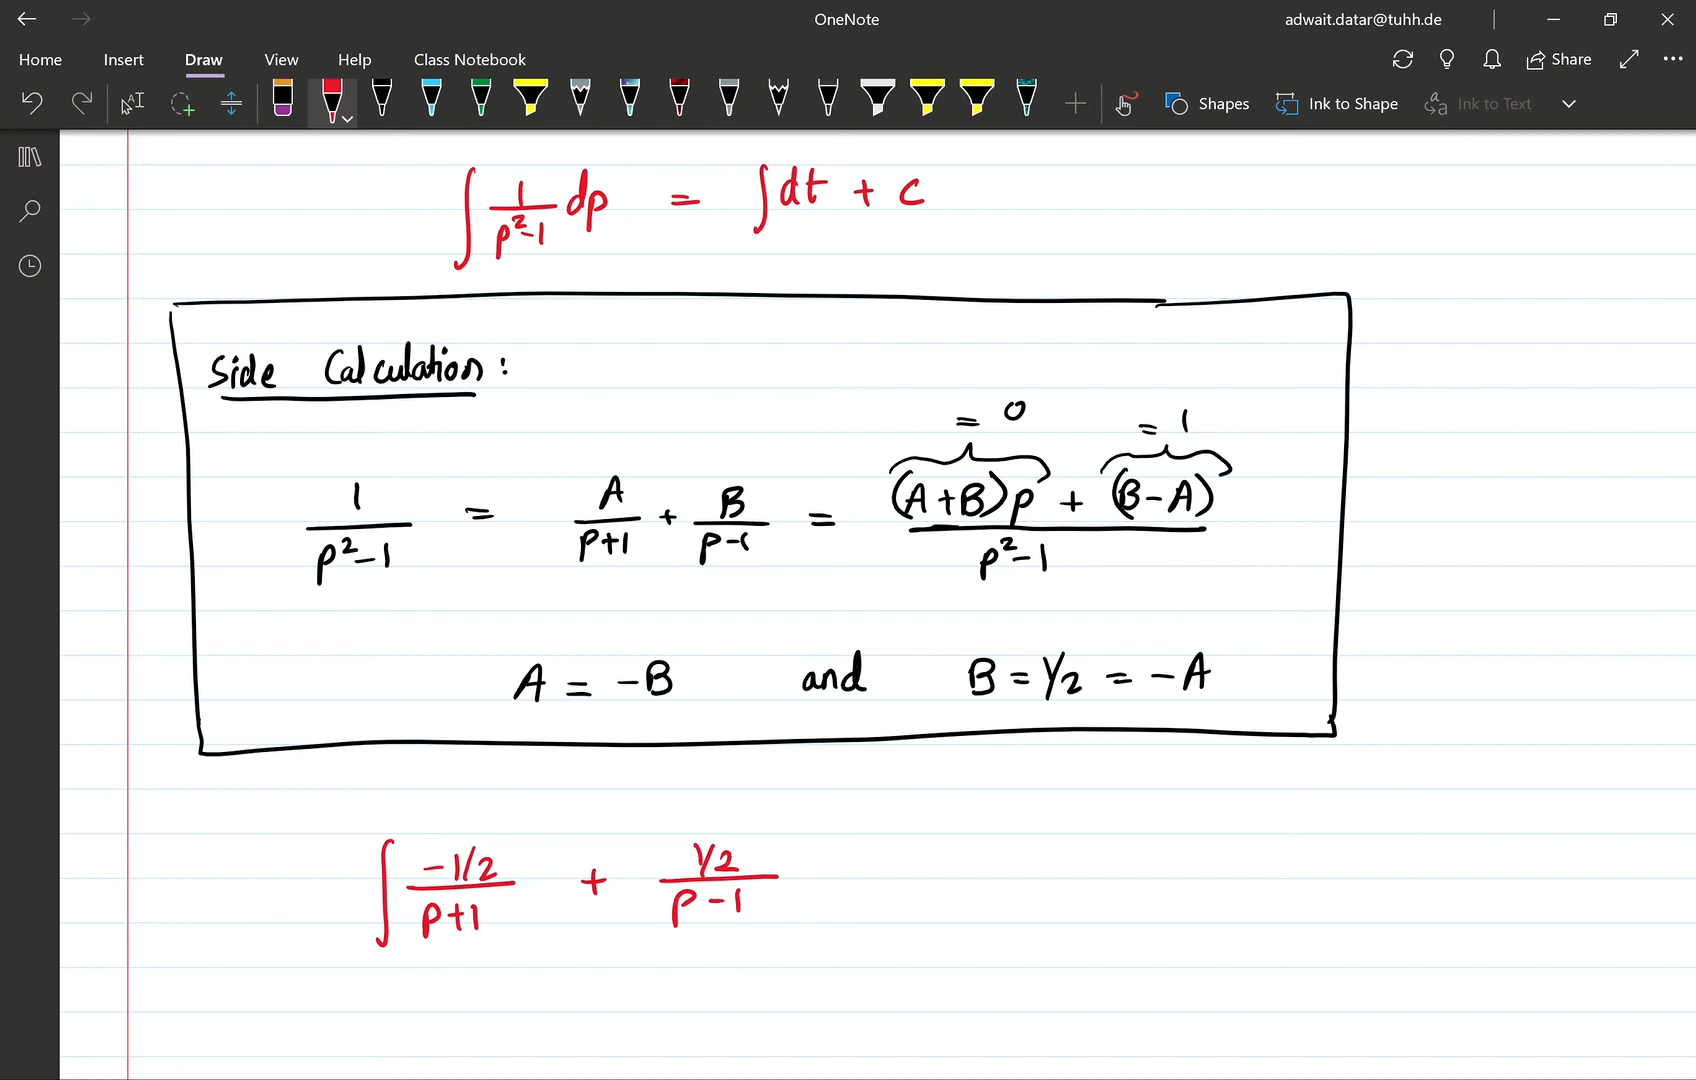 OneNote
adwait.datar@tuhh.de
Home Insert Draw View Help Class Notebook Share
Shapes Ink to Shape Ink to Text
∫ 1/(p²-1) dp = ∫dt + c
Side Calculation:
= 0 = 1
1/(p²-1) = A/(p+1) + B/(p-1) = ((A+B)p + (B-A))/(p²-1)
A = -B and B = 1/2 = -A
∫ (-1/2)/(p+1) + (1/2)/(p-1)